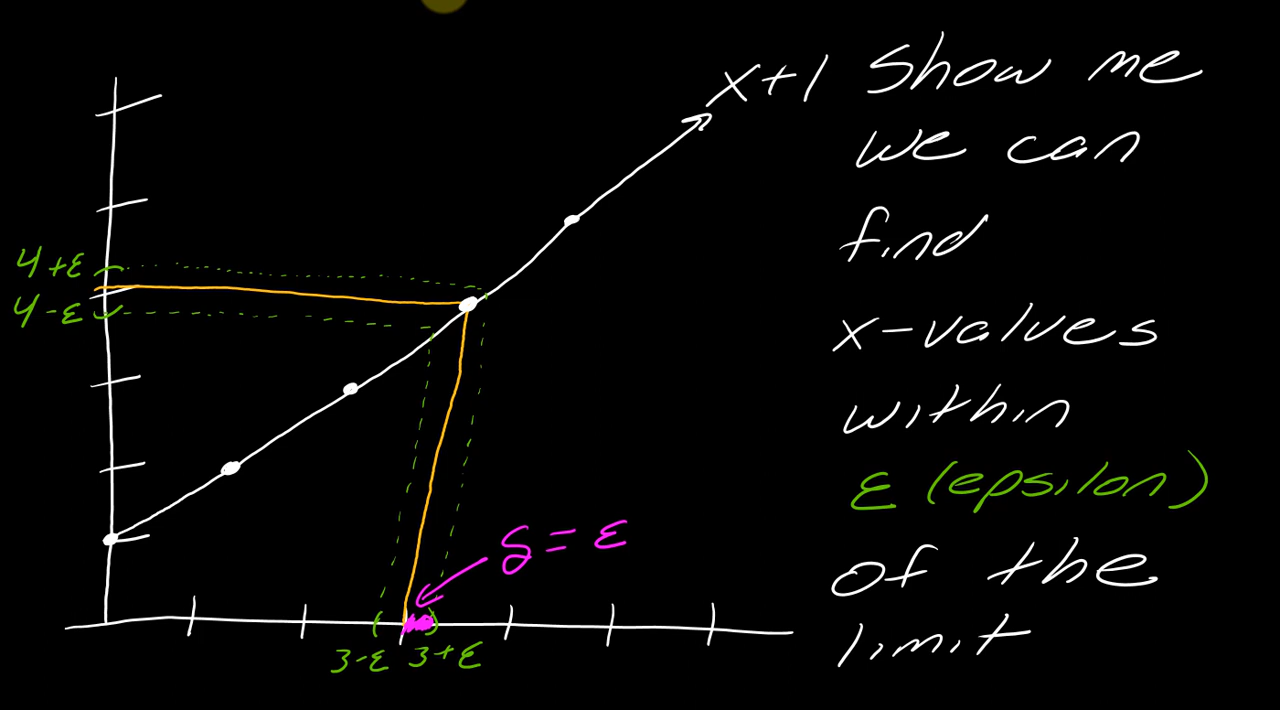 x+1
Show me
we can
find
x-values
within
ε (epsilon)
of the
limit
4+ε
4-ε
δ = ε
3-ε 3+ε